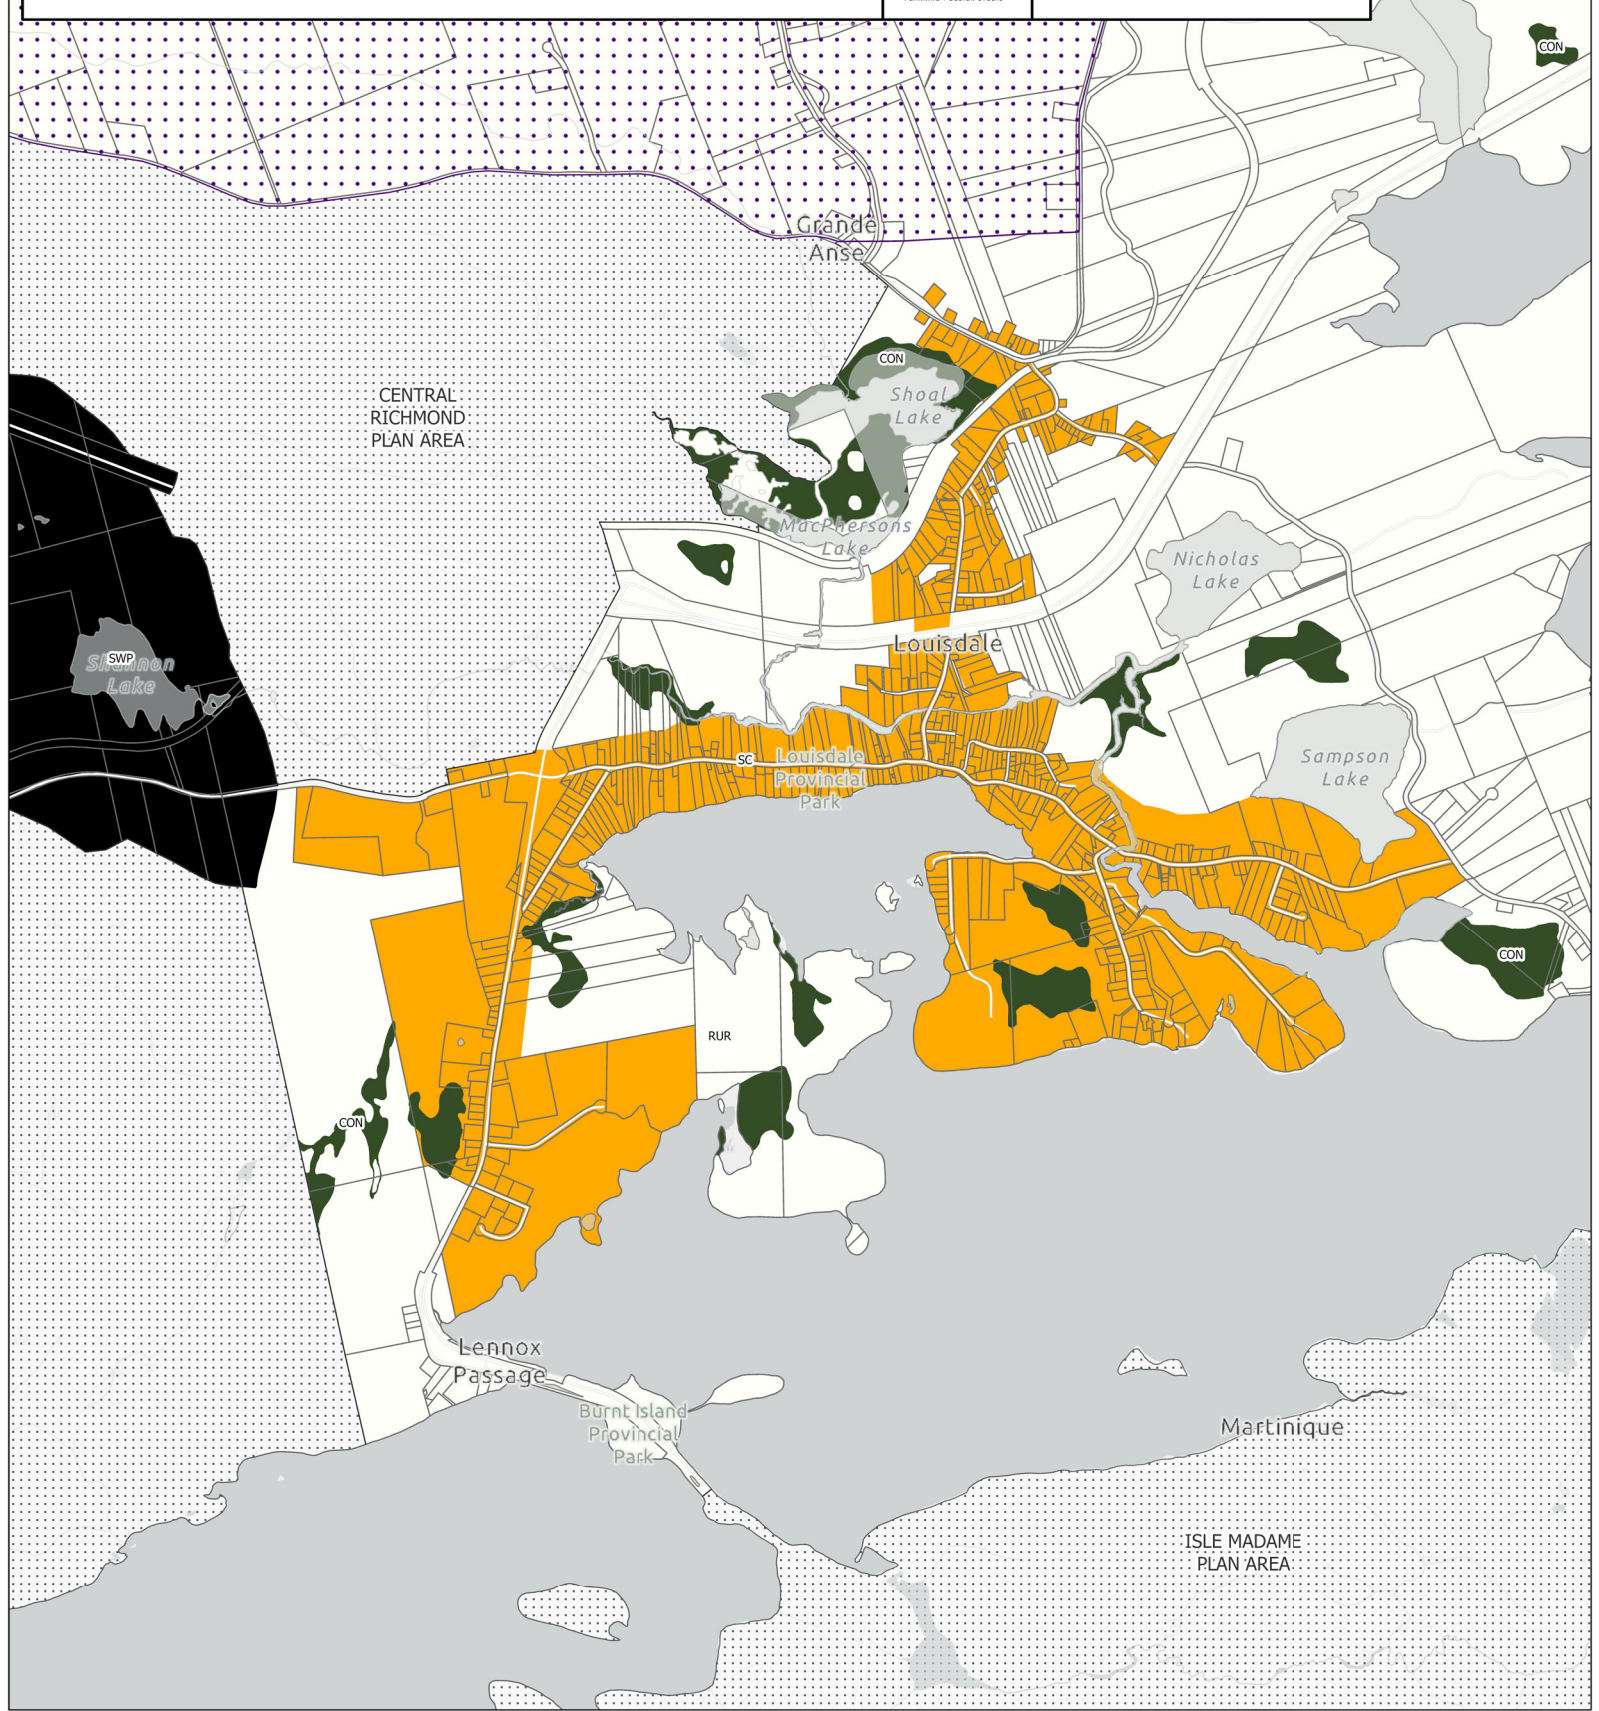 CON
Grande
Anse
CON
CENTRAL
RICHMOND
PLAN AREA
Shoal
Lake
MacPhersons
Lake
Nicholas
Lake
Louisdale
SWP
Shannon
Lake
SC
Louisdale
Provincial
Park
Sampson
Lake
CON
RUR
CON
Lennox
Passage
Burnt Island
Provincial
Park
Martinique
ISLE MADAME
PLAN AREA